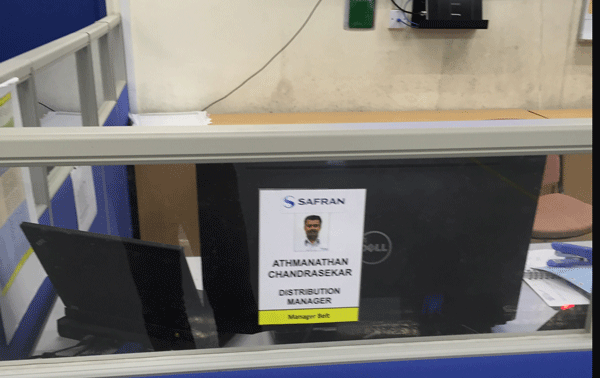 SAFRAN
ATHMANATHAN
CHANDRASEKAR
DISTRIBUTION
MANAGER
Manager Belt
DELL